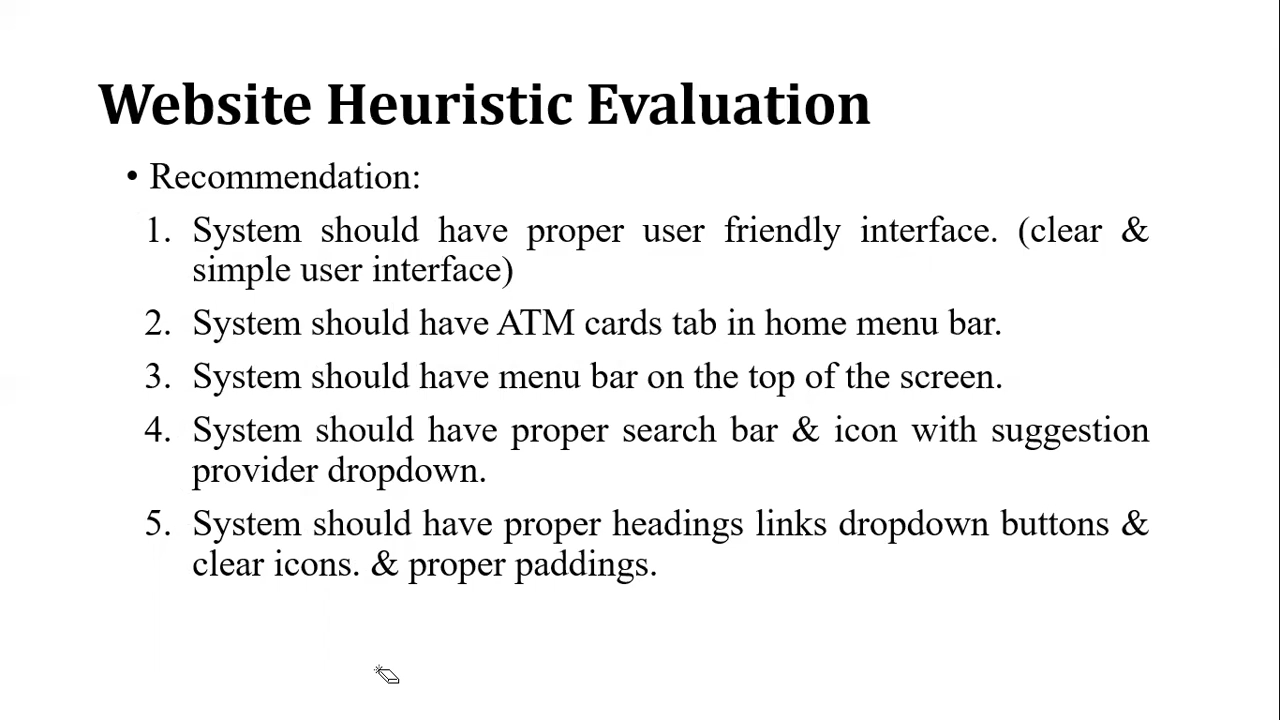 Website Heuristic Evaluation
• Recommendation:
1. System should have proper user friendly interface. (clear &
simple user interface)
2. System should have ATM cards tab in home menu bar.
3. System should have menu bar on the top of the screen.
4. System should have proper search bar & icon with suggestion
provider dropdown.
5. System should have proper headings links dropdown buttons &
clear icons. & proper paddings.